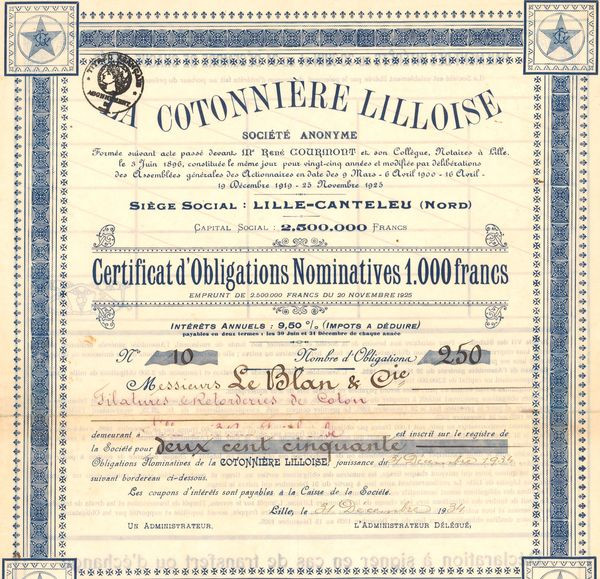 LA COTONNIÈRE LILLOISE
SOCIÉTÉ ANONYME
Formée suivant acte passé devant Mᵉ René COURMONT et son Collègue, Notaires à Lille.
le 3 Juin 1896, constituée le même jour pour vingt-cinq années et modifiée par délibérations
des Assemblées générales des Actionnaires en date des 9 Mars - 6 Avril 1900 - 16 Avril -
19 Décembre 1919 - 23 Novembre 1925
SIÈGE SOCIAL : LILLE-CANTELEU (NORD)
CAPITAL SOCIAL : 2.500.000 FRANCS
Certificat d'Obligations Nominatives 1.000 francs
EMPRUNT DE 2.500.000 FRANCS DU 20 NOVEMBRE 1925
INTÉRÊTS ANNUELS : 9,50 % (IMPOTS A DÉDUIRE)
payables en deux termes : les 30 Juin et 31 Décembre de chaque année
N° 10 Nombre d'Obligations 250
Messieurs Le Blan & Cie
Filatures & Retorderies de Coton
demeurant à est inscrit sur le registre de
la Société pour deux cent cinquante
Obligations Nominatives de la COTONNIÈRE LILLOISE, jouissance du 31 Décembre 1934
suivant bordereau ci-dessous.
Les coupons d'intérêts sont payables à la Caisse de la Société.
Lille, le 31 Decembre 1934
UN ADMINISTRATEUR, L'ADMINISTRATEUR DÉLÉGUÉ,